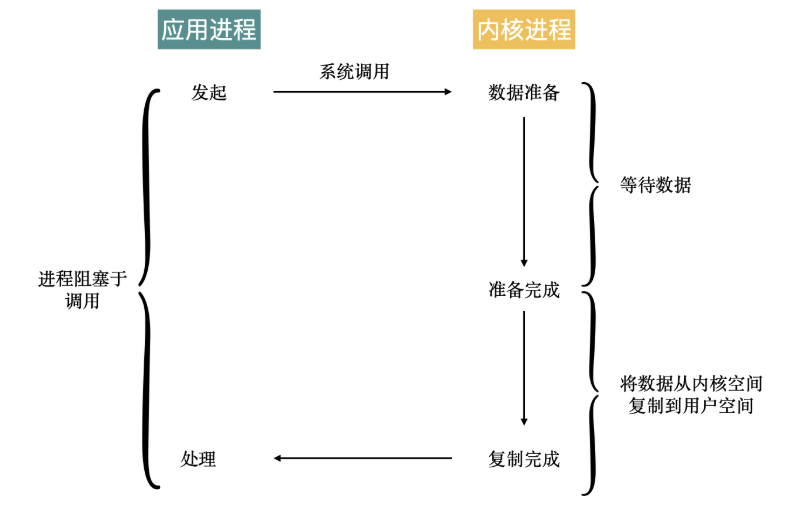 应用进程
内核进程
系统调用
发起
数据准备
等待数据
进程阻塞于
调用
准备完成
将数据从内核空间
复制到用户空间
处理
复制完成